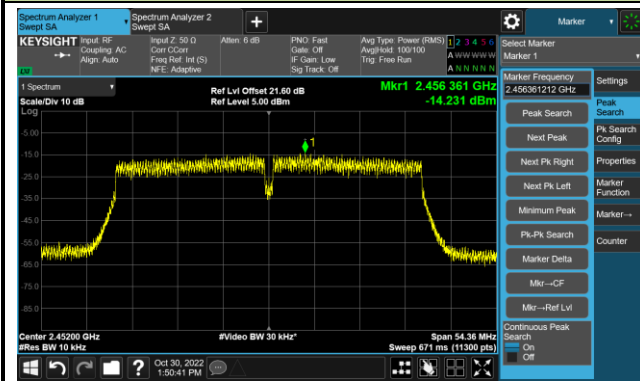 Spectrum Analyzer 1
Swept SA
Spectrum Analyzer 2
Swept SA
+
Marker
KEYSIGHT
Input: RF
Coupling: AC
Align: Auto
Input Z: 50 Ω
Corr CCorr
Freq Ref: Int (S)
NFE: Adaptive
Atten: 6 dB
PNO: Fast
Gate: Off
IF Gain: Low
Sig Track: Off
Avg Type: Power (RMS)
Avg|Hold: 100/100
Trig: Free Run
1 2 3 4 5 6
A W W W W W
A N N N N N
LXI
Select Marker
Marker 1
1 Spectrum
Scale/Div 10 dB
Log
Ref Lvl Offset 21.60 dB
Ref Level 5.00 dBm
Mkr1 2.456 361 GHz
-14.231 dBm
1
-5.00
-15.0
-25.0
-35.0
-45.0
-55.0
-65.0
-75.0
-85.0
Center 2.45200 GHz
#Res BW 10 kHz
#Video BW 30 kHz*
Span 54.36 MHz
Sweep 671 ms (11300 pts)
Marker Frequency
2.456361212 GHz
Peak Search
Next Peak
Next Pk Right
Next Pk Left
Minimum Peak
Pk-Pk Search
Marker Delta
Mkr→CF
Mkr→Ref Lvl
Continuous Peak
Search
On
Off
Settings
Peak
Search
Pk Search
Config
Properties
Marker
Function
Marker→
Counter
?
Oct 30, 2022
1:50:41 PM